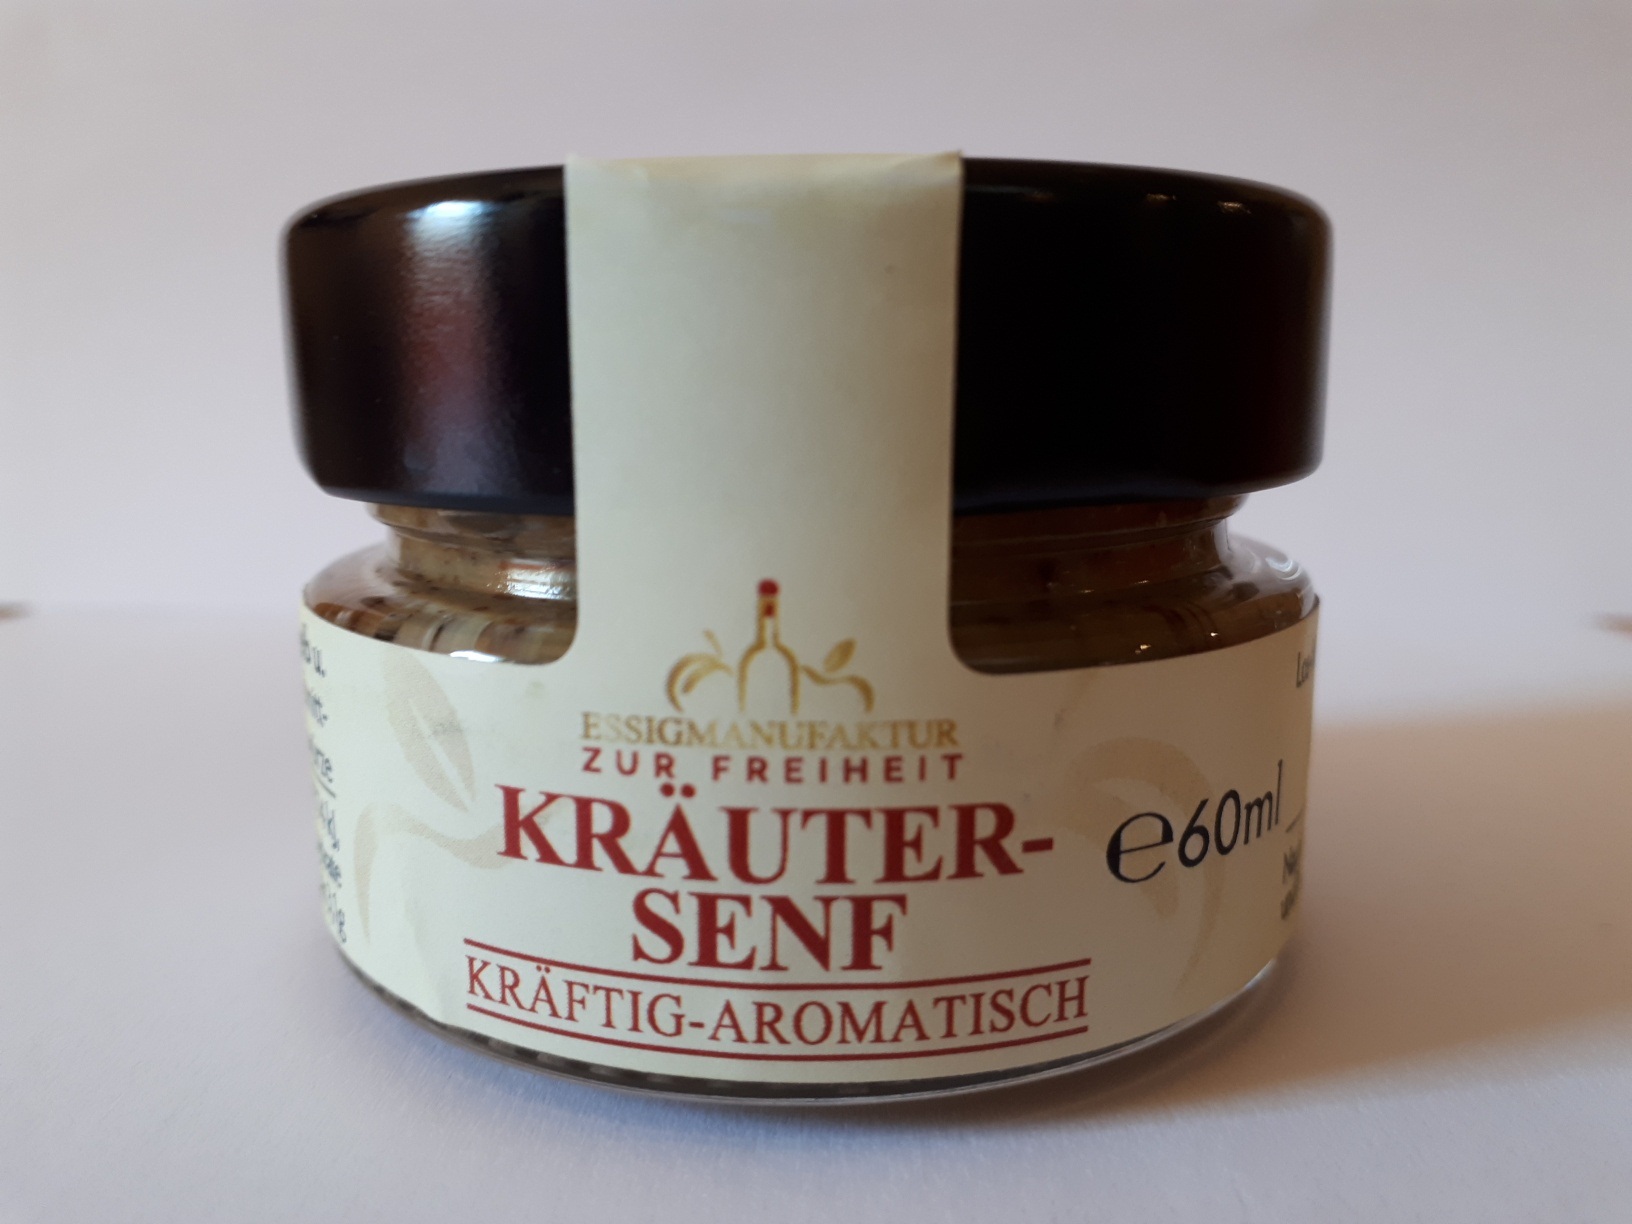 ESSIGMANUFAKTUR
ZUR FREIHEIT
KRÄUTER-
SENF
KRÄFTIG-AROMATISCH
℮60ml